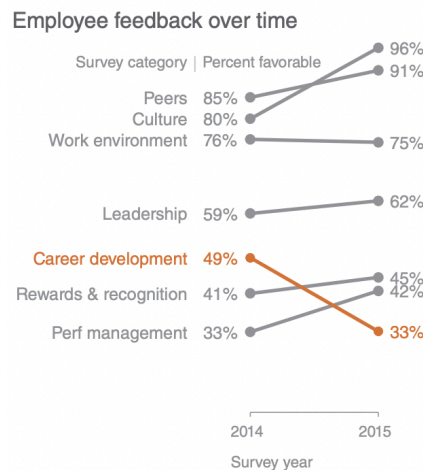 Employee feedback over time
Survey category | Percent favorable
96%
91%
Peers 85%
Culture 80%
Work environment 76% 75%
Leadership 59% 62%
Career development 49%
Rewards & recognition 41% 45%
42%
Perf management 33% 33%
2014 2015
Survey year